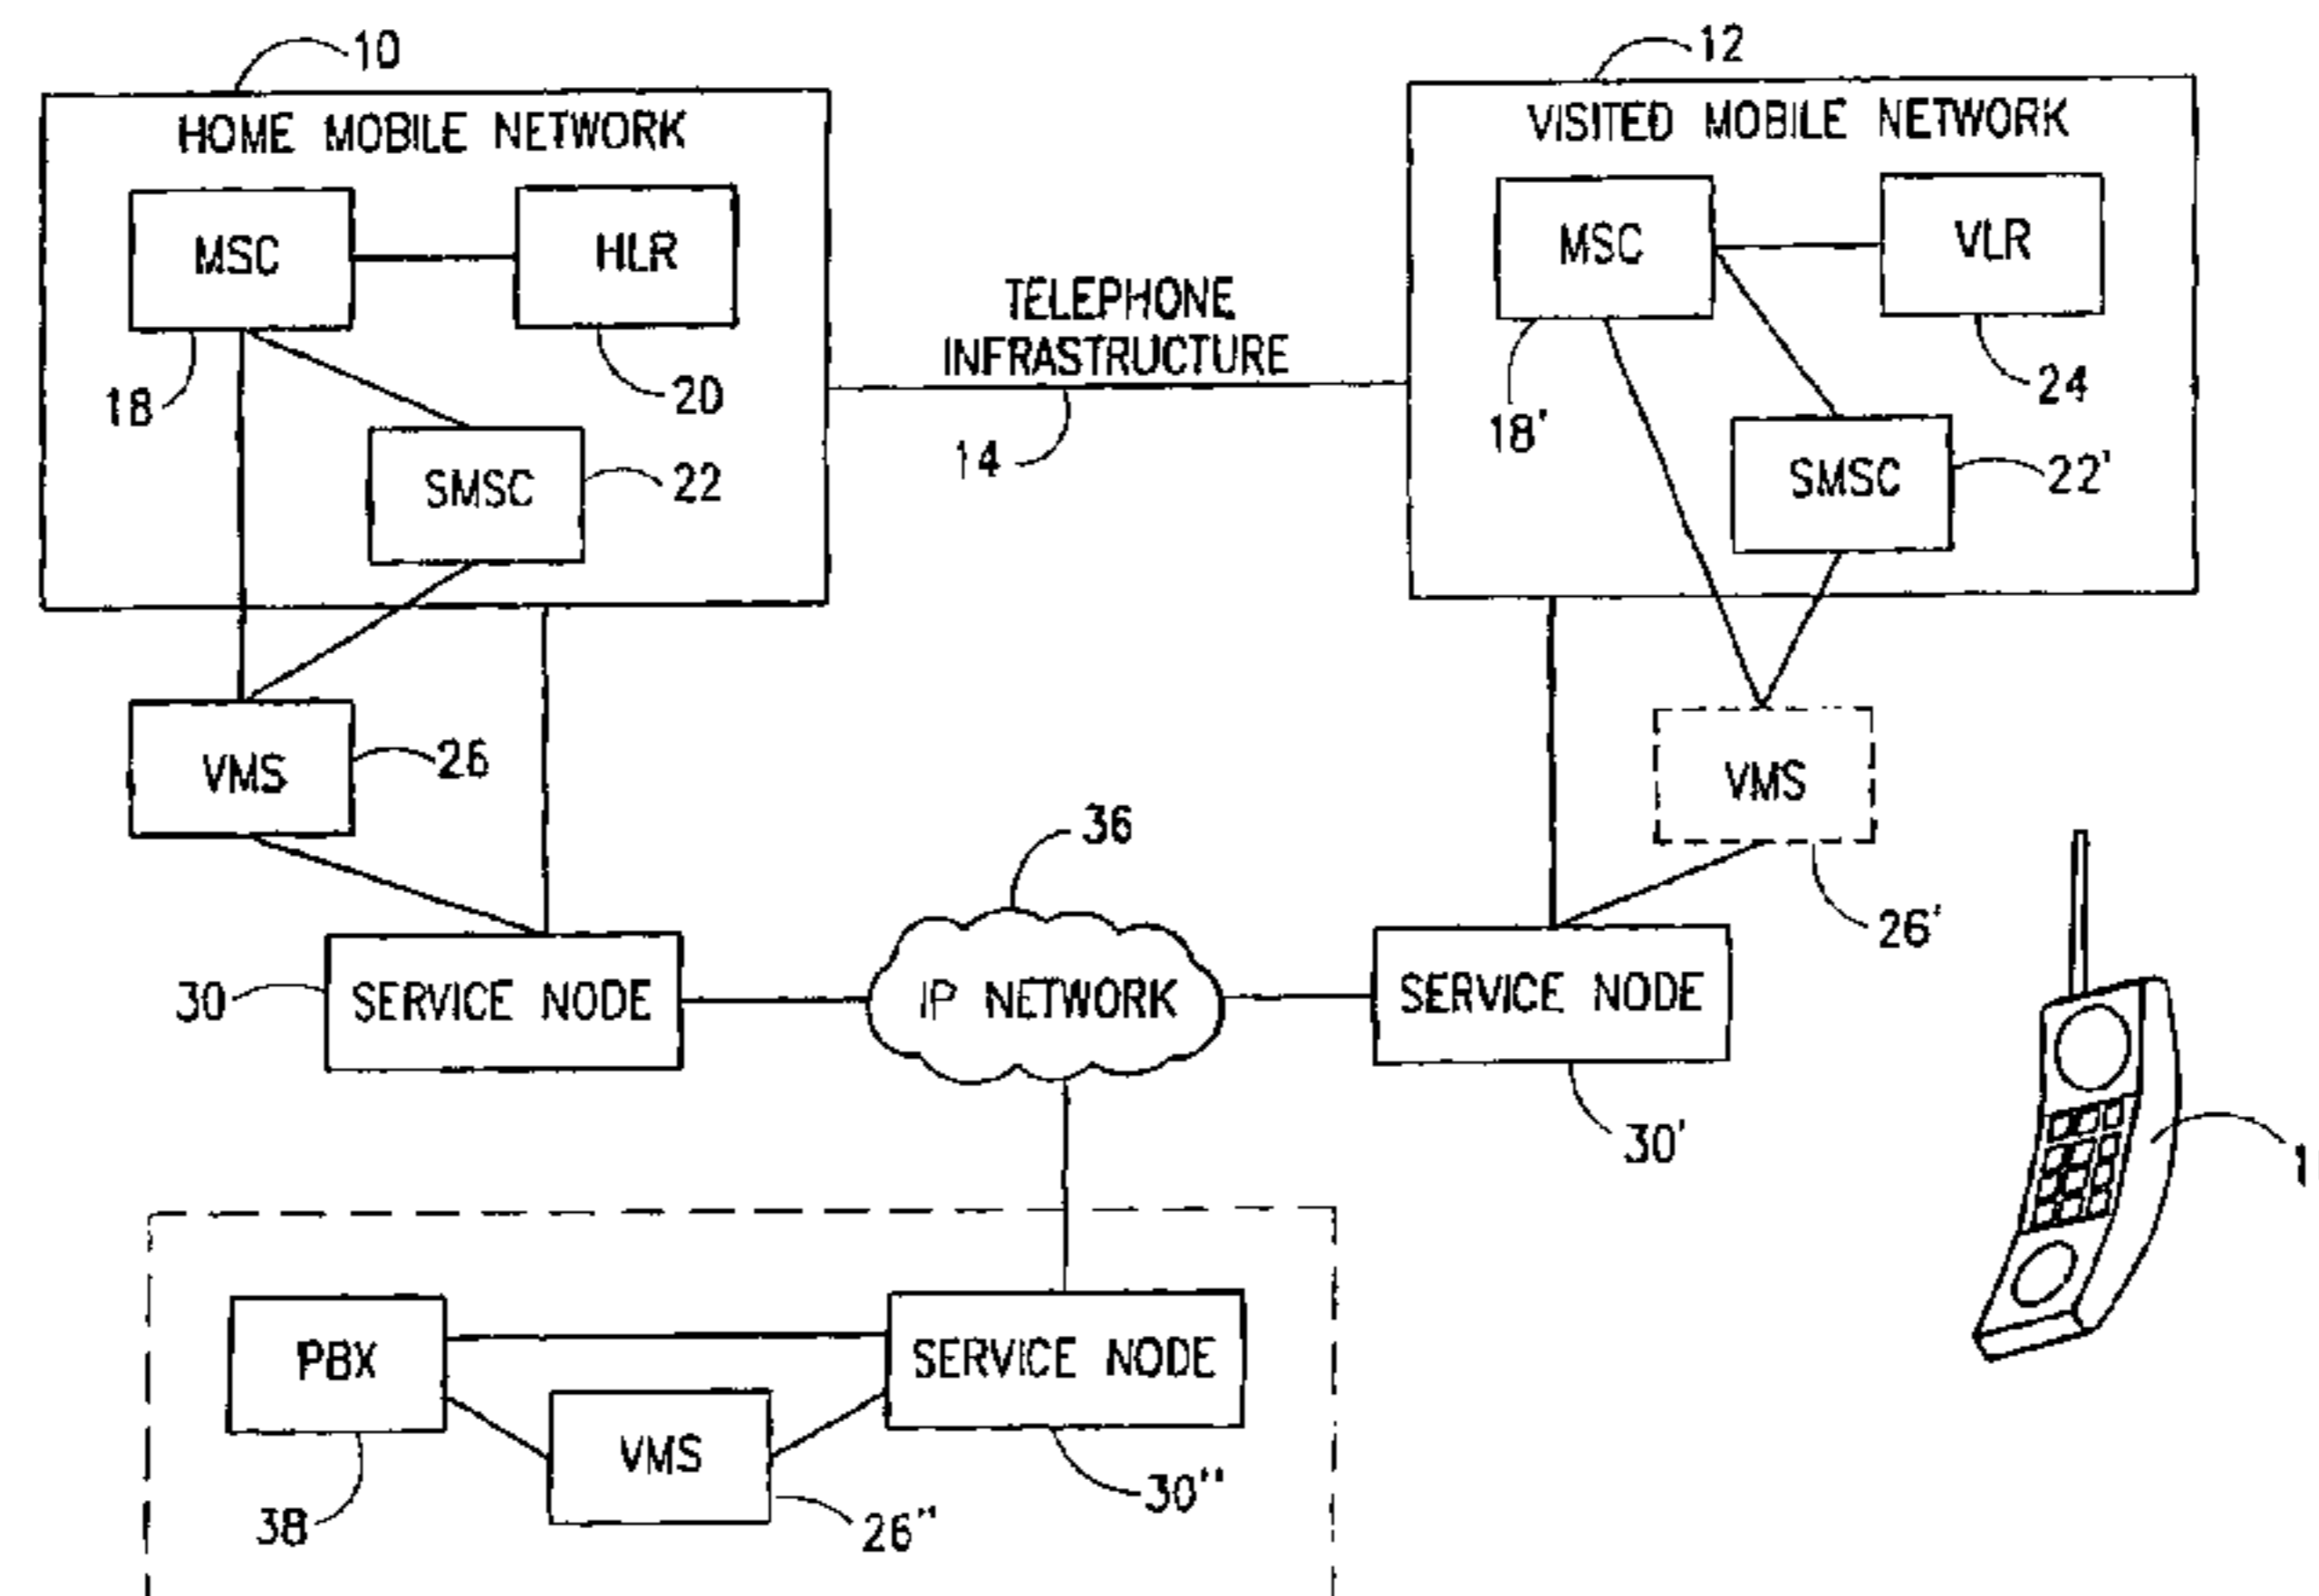 10
12
HOME MOBILE NETWORK
VISITED MOBILE NETWORK
MSC
HLR
MSC
VLR
TELEPHONE
INFRASTRUCTURE
18
20
14
18'
24
SMSC
22
SMSC
22'
VMS
26
VMS
26'
36
30
SERVICE NODE
IP NETWORK
SERVICE NODE
30'
PBX
SERVICE NODE
VMS
38
26"
30"